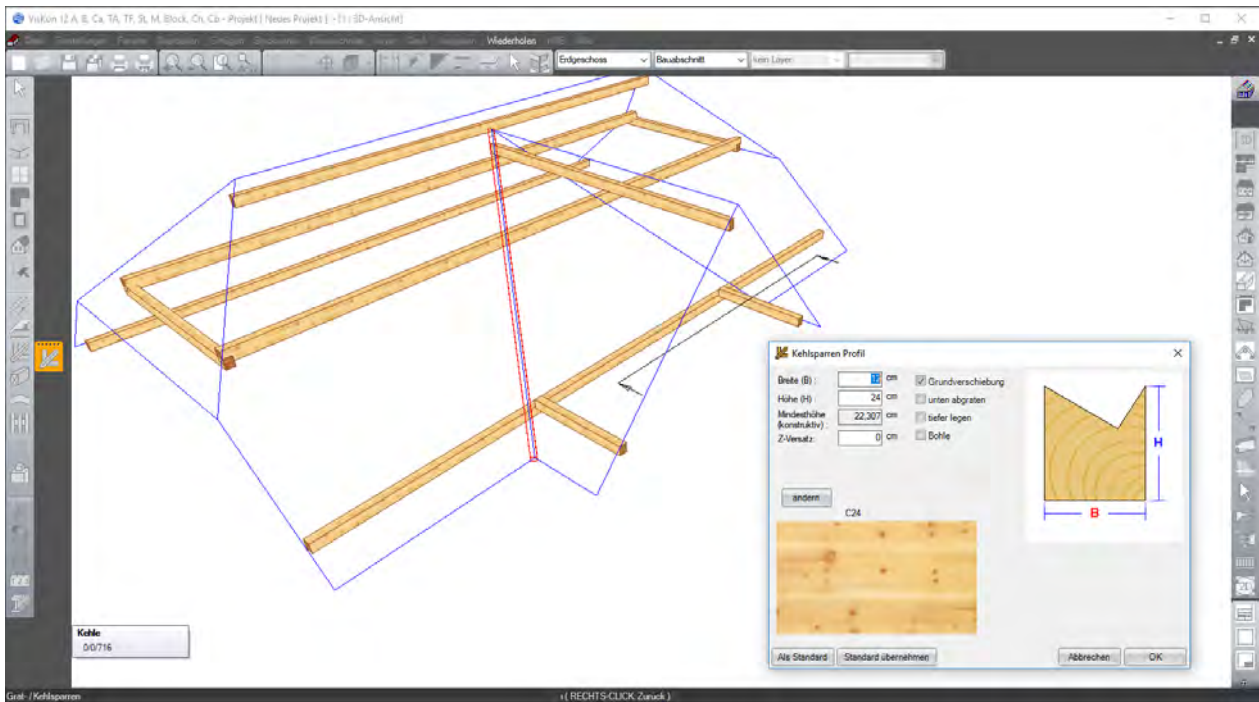 VisKon 12 A, B, Ca, TA, TF, St, M, Block, Ch, Cb - Projekt [ Neues Projekt ] - [1 : 3D-Ansicht]
Wiederholen
Erdgeschoss
Bauabschnitt
kein Layer
Kehlsparren Profil
Breite (B) :
12
cm
Grundverschiebung
Höhe (H) :
24
cm
unten abgraten
Mindesthöhe
(konstruktiv) :
22,307
cm
tiefer legen
Z-Versatz:
0
cm
Bohle
H
B
ändern
C24
Als Standard
Standard übernehmen
Abbrechen
OK
Kehle
0/0/716
Grat- /Kehlsparren
( RECHTS-CLICK Zurück )